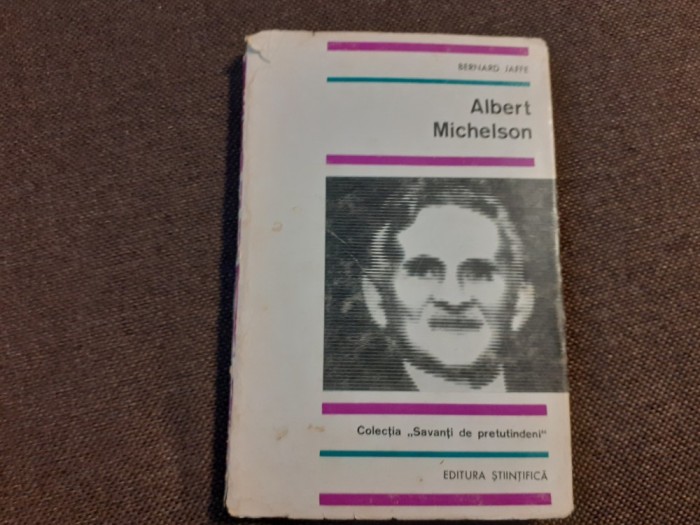 BERNARD JAFFE
Albert
Michelson
Colecția „Savanți de pretutindeni"
EDITURA ȘTIINȚIFICĂ